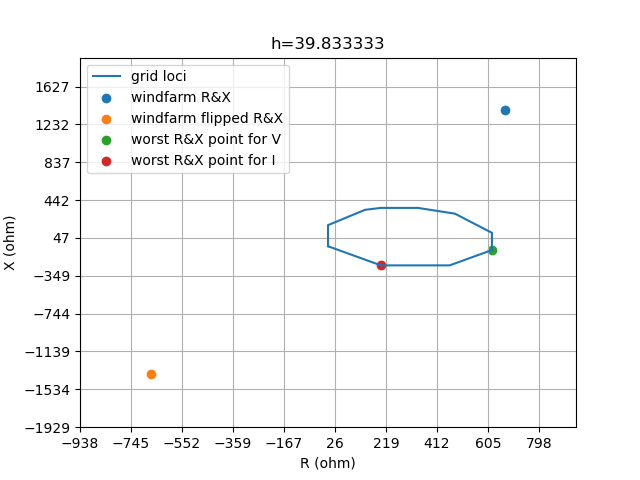 h=39.833333
grid loci
windfarm R&X
windfarm flipped R&X
worst R&X point for V
worst R&X point for I
1627
1232
837
442
47
−349
−744
−1139
−1534
−1929
X (ohm)
−938 −745 −552 −359 −167 26 219 412 605 798
R (ohm)